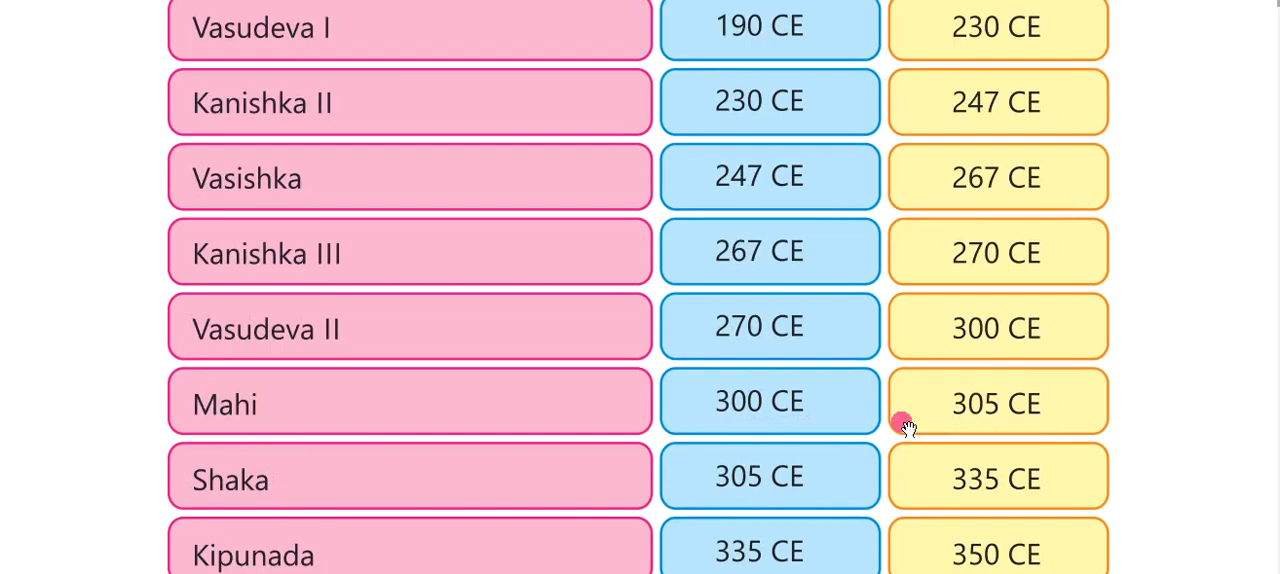 Vasudeva I 190 CE 230 CE
Kanishka II 230 CE 247 CE
Vasishka 247 CE 267 CE
Kanishka III 267 CE 270 CE
Vasudeva II 270 CE 300 CE
Mahi 300 CE 305 CE
Shaka 305 CE 335 CE
Kipunada 335 CE 350 CE